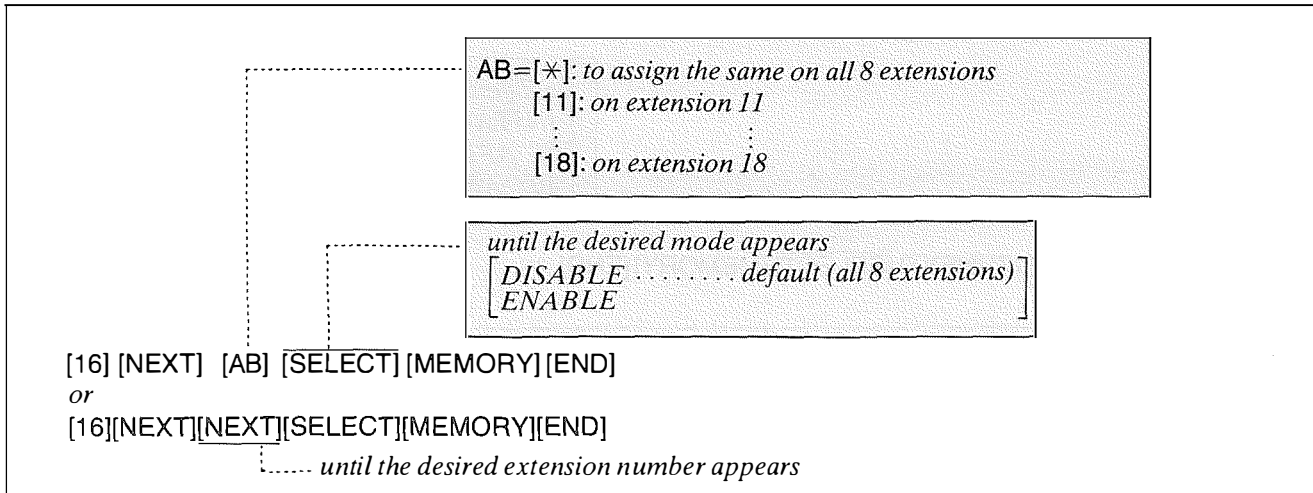 AB=[✳]: to assign the same on all 8 extensions
[11]: on extension 11
⋮ ⋮
[18]: on extension 18
until the desired mode appears
DISABLE ........ default (all 8 extensions)
ENABLE
[16] [NEXT] [AB] [SELECT] [MEMORY] [END]
or
[16][NEXT][NEXT][SELECT][MEMORY][END]
until the desired extension number appears